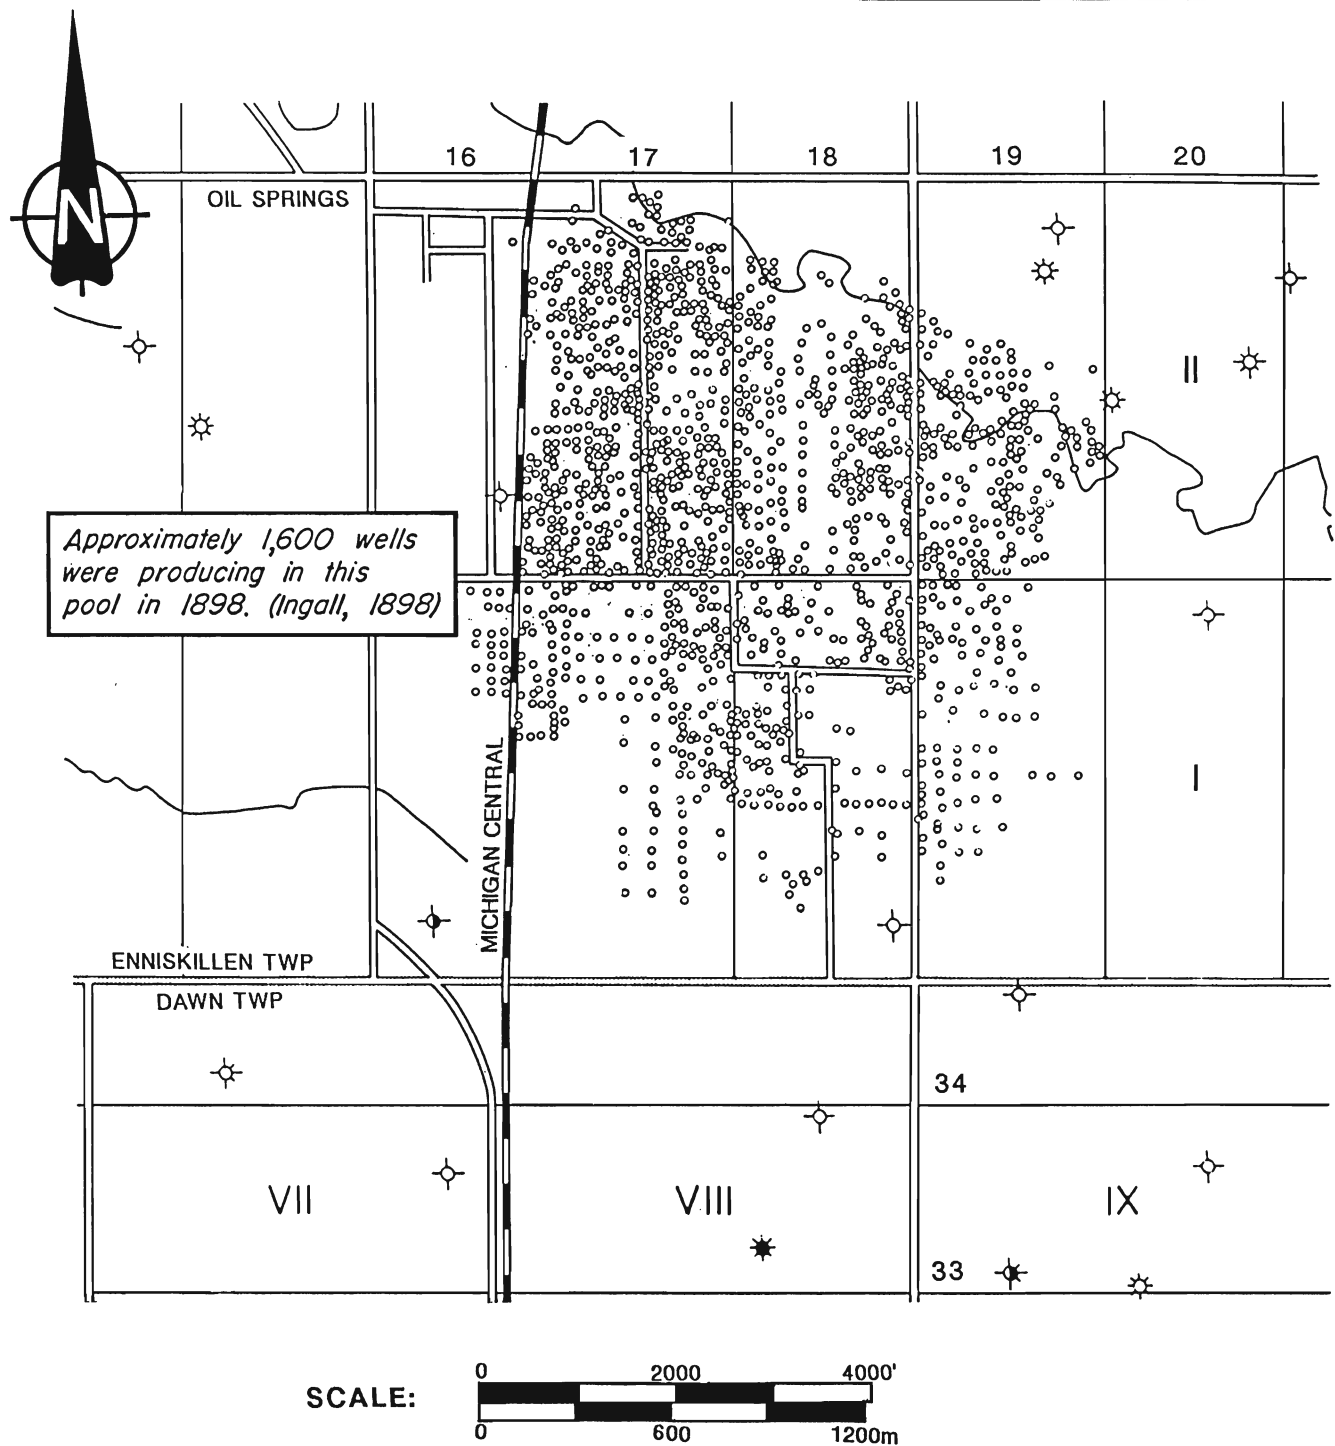 16 17 18 19 20
OIL SPRINGS
N
II
Approximately 1,600 wells
were producing in this
pool in 1898. (Ingall, 1898)
I
MICHIGAN CENTRAL
ENNISKILLEN TWP
DAWN TWP
34
VII VIII IX
33
0 2000 4000'
SCALE:
0 600 1200m